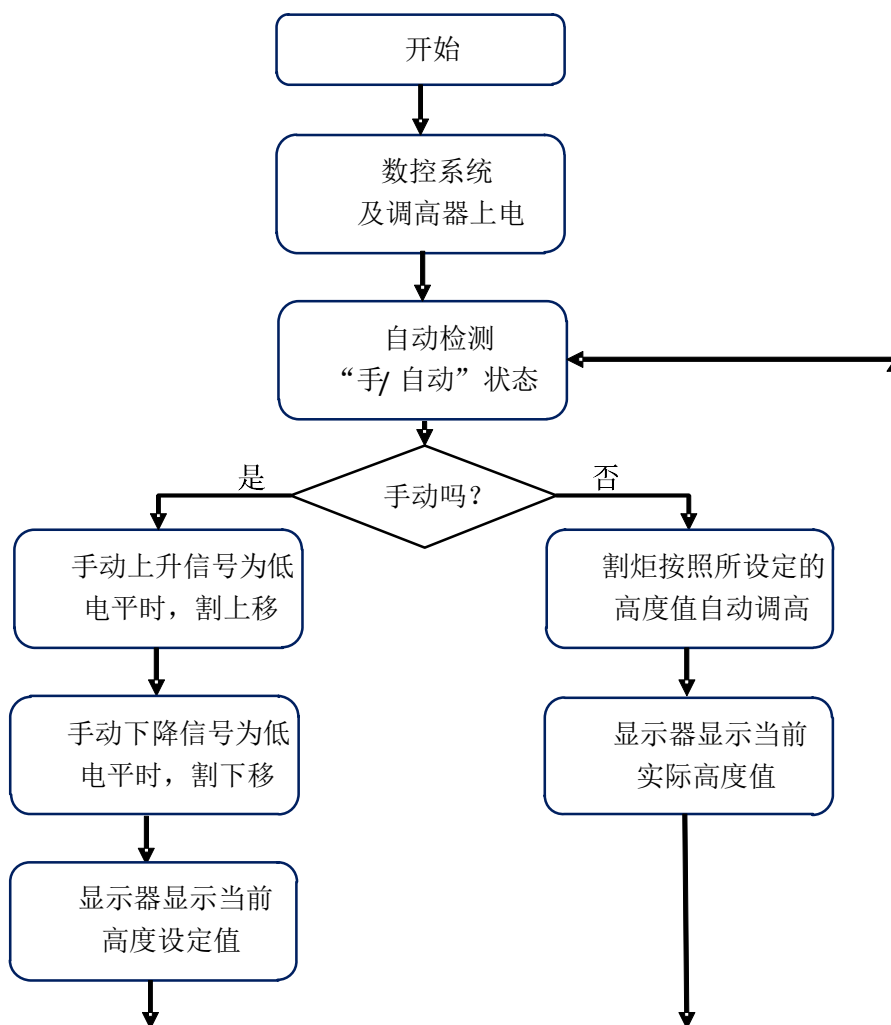 开始
数控系统
及调高器上电
自动检测
“手/ 自动”状态
手动吗?
是
否
手动上升信号为低
电平时，割上移
割炬按照所设定的
高度值自动调高
手动下降信号为低
电平时，割下移
显示器显示当前
实际高度值
显示器显示当前
高度设定值